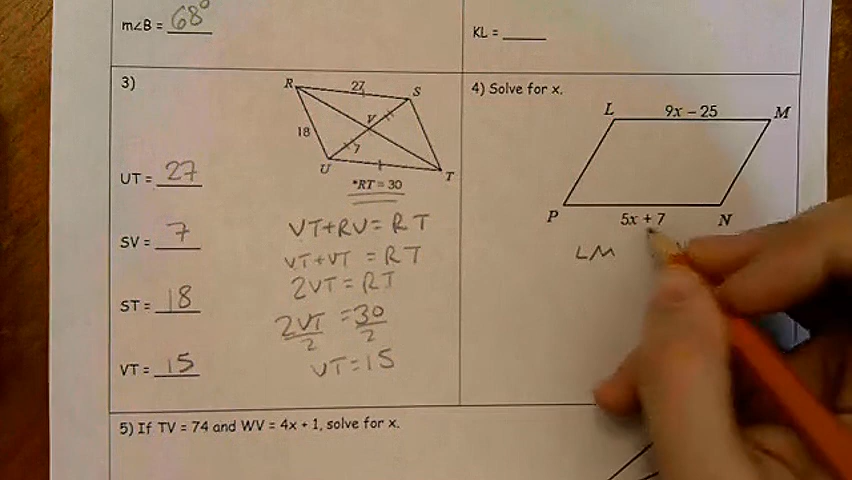 m∠B = 68°
KL = ____
3)
R
27
S
18
V
7
U
T
*RT = 30
UT = 27
SV = 7
ST = 18
VT = 15
VT+RV=RT
VT+VT = RT
2VT = RT
2VT/2 = 30/2
VT=15
4) Solve for x.
L
9x – 25
M
P
5x + 7
N
LM
5) If TV = 74 and WV = 4x + 1, solve for x.